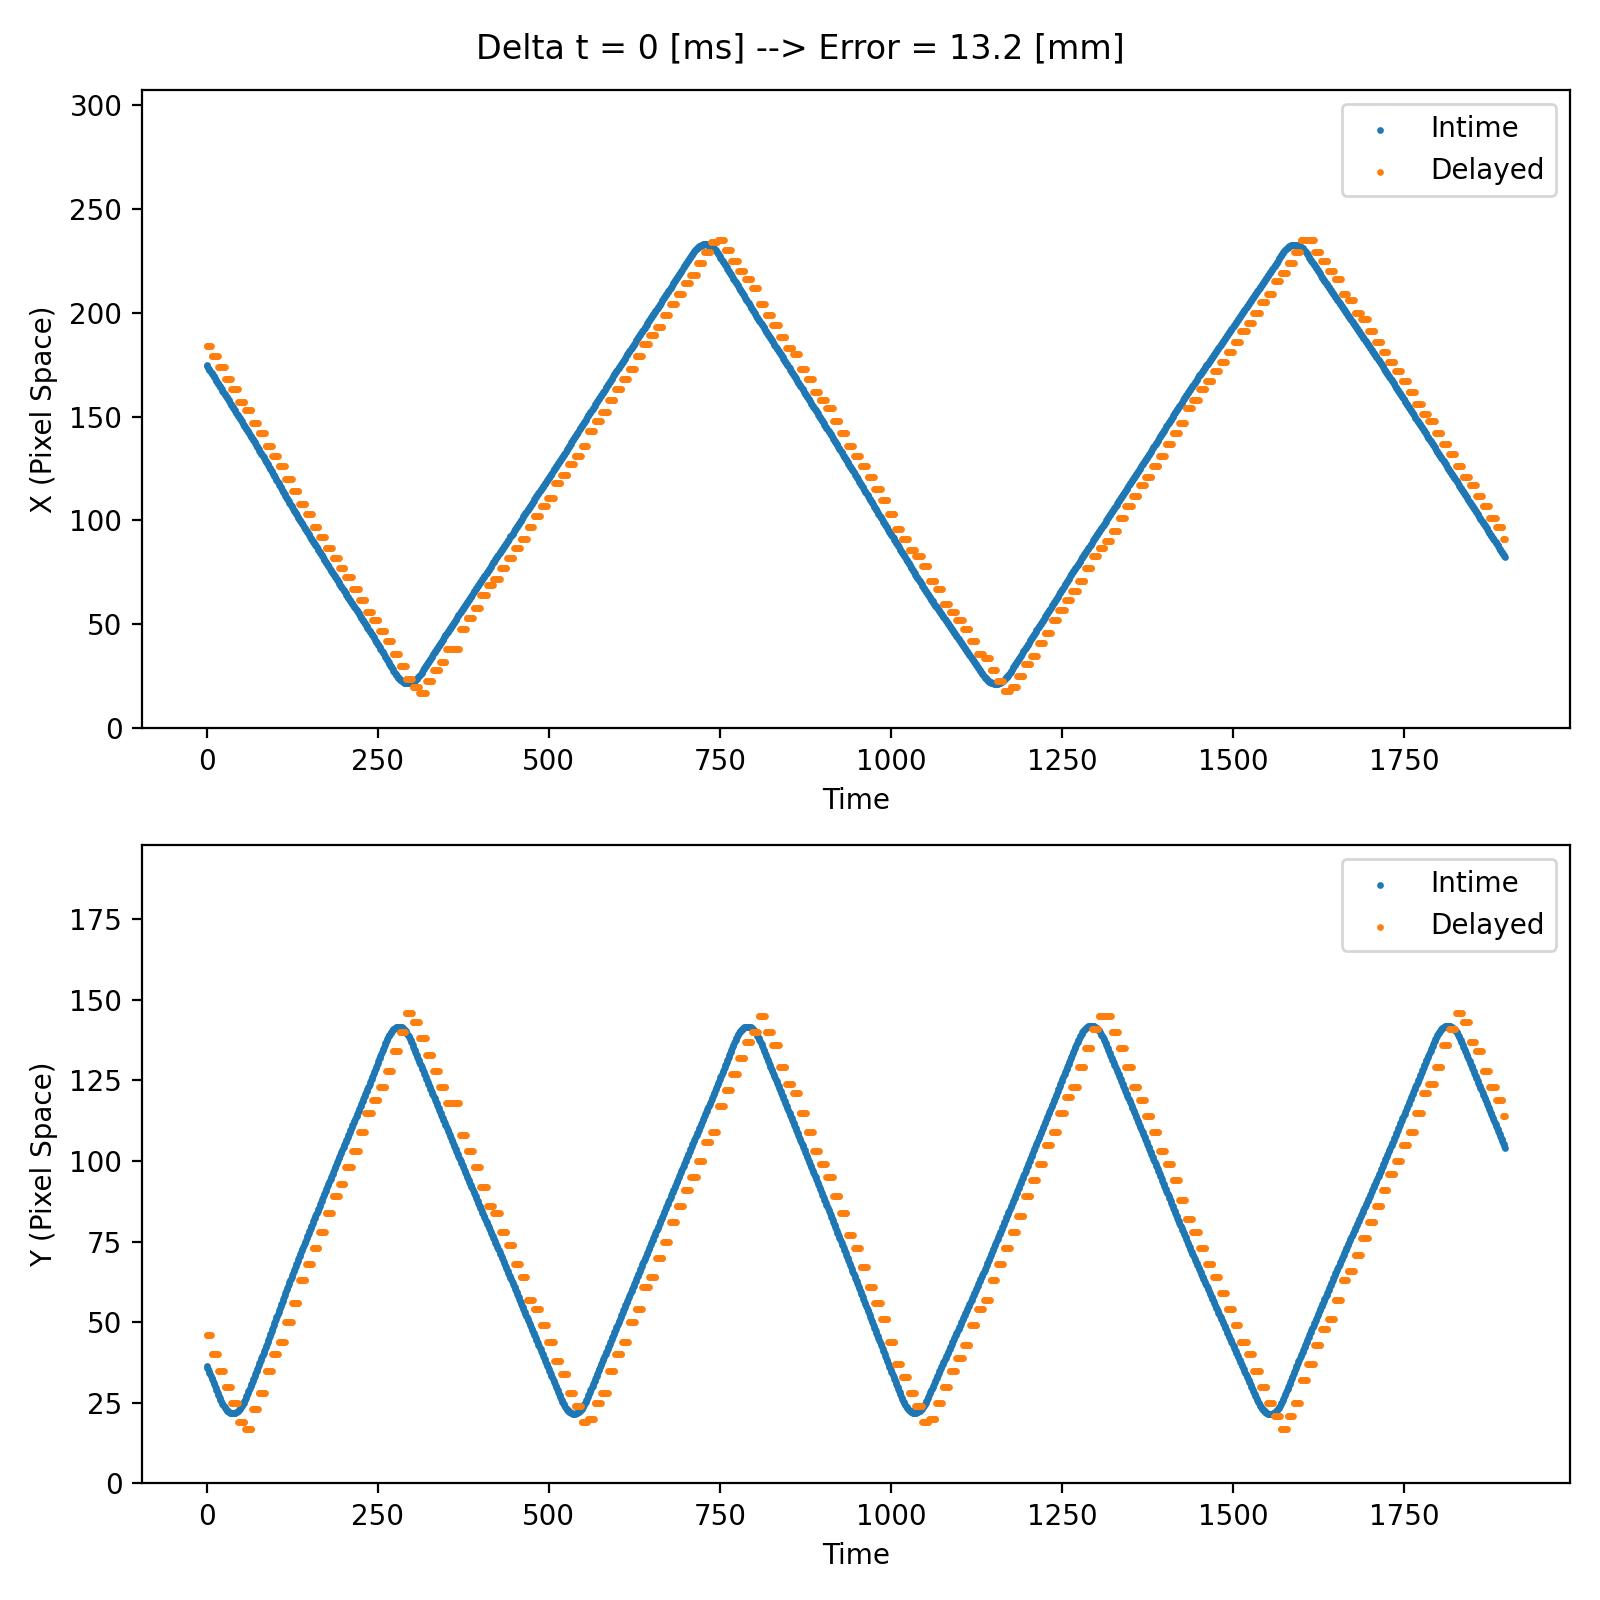 Delta t = 0 [ms] --> Error = 13.2 [mm]
300
250
200
150
100
50
0
X (Pixel Space)
Intime
Delayed
0 250 500 750 1000 1250 1500 1750
Time
175
150
125
100
75
50
25
0
Y (Pixel Space)
Intime
Delayed
0 250 500 750 1000 1250 1500 1750
Time